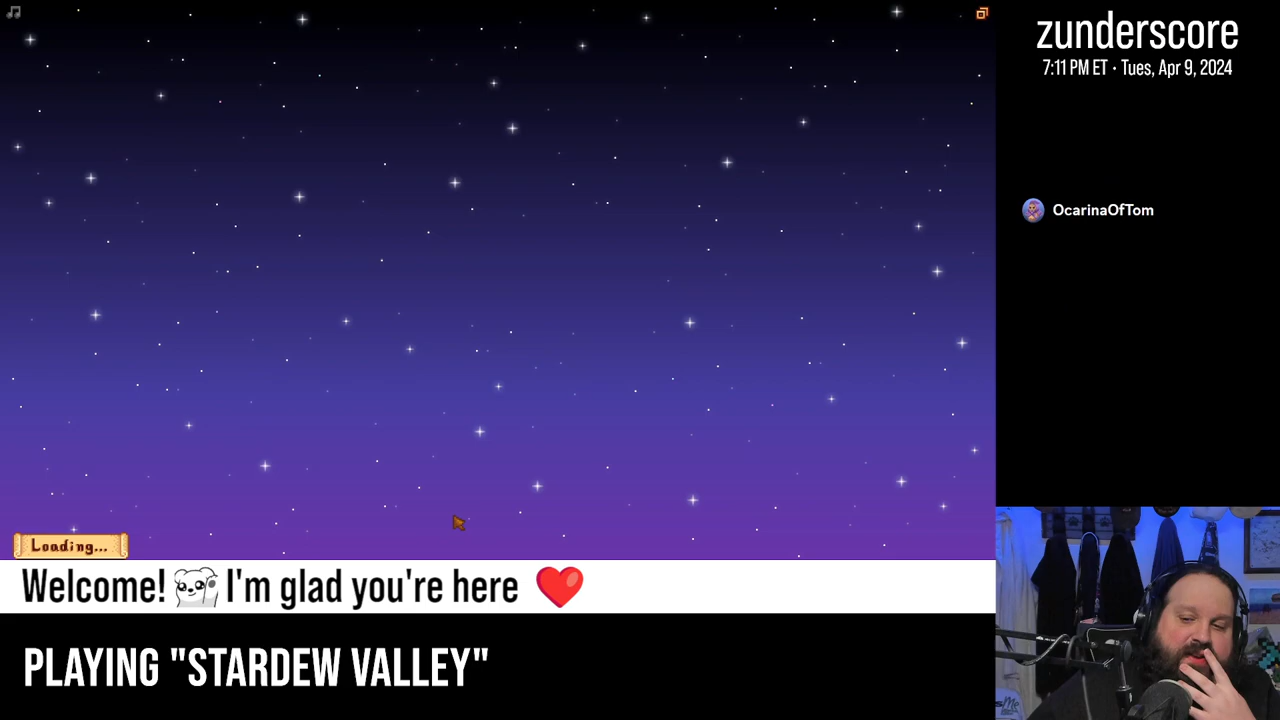 zunderscore
7:11 PM ET · Tues, Apr 9, 2024
OcarinaOfTom
Loading...
Welcome! I'm glad you're here
PLAYING "STARDEW VALLEY"